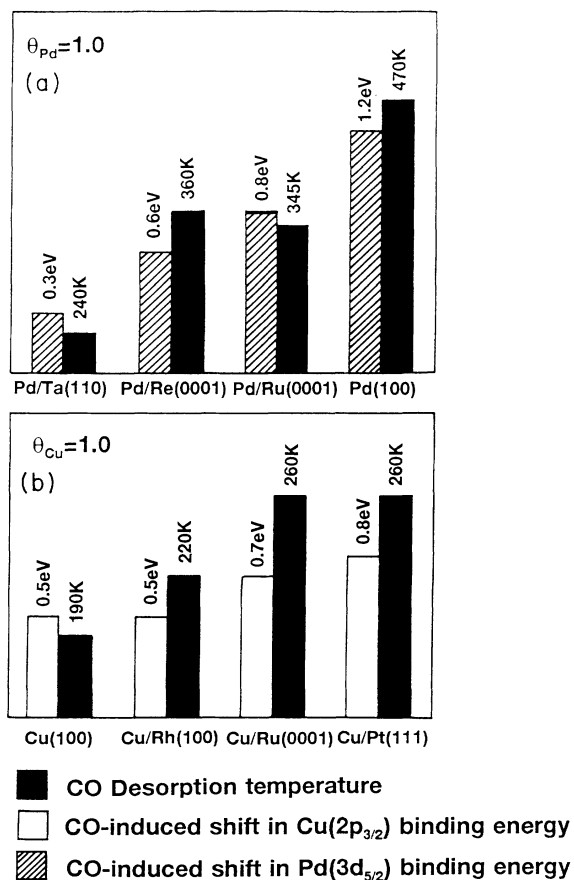 θPd=1.0
(a)
0.3eV 240K 0.6eV 360K 0.8eV 345K 1.2eV 470K
Pd/Ta(110) Pd/Re(0001) Pd/Ru(0001) Pd(100)
θCu=1.0
(b)
0.5eV 190K 0.5eV 220K 0.7eV 260K 0.8eV 260K
Cu(100) Cu/Rh(100) Cu/Ru(0001) Cu/Pt(111)
CO Desorption temperature
CO-induced shift in Cu(2p3/2) binding energy
CO-induced shift in Pd(3d5/2) binding energy